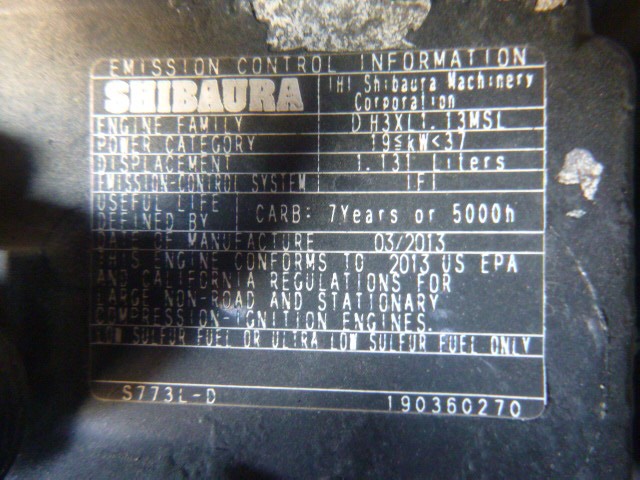 EMISSION CONTROL INFORMATION
SHIBAURA IHI Shibaura Machinery
Corporation
ENGINE FAMILY DH3XL1.13MSL
POWER CATEGORY 19≤kW<37
DISPLACEMENT 1.131 Liters
EMISSION-CONTROL SYSTEM IFI
USEFUL LIFE
DEFINED BY CARB: 7Years or 5000h
DATE OF MANUFACTURE 03/2013
THIS ENGINE CONFORMS TO 2013 US EPA
AND CALIFORNIA REGULATIONS FOR
LARGE NON-ROAD AND STATIONARY
COMPRESSION-IGNITION ENGINES.
LOW SULFUR FUEL OR ULTRA LOW SULFUR FUEL ONLY
S773L-D 190360270